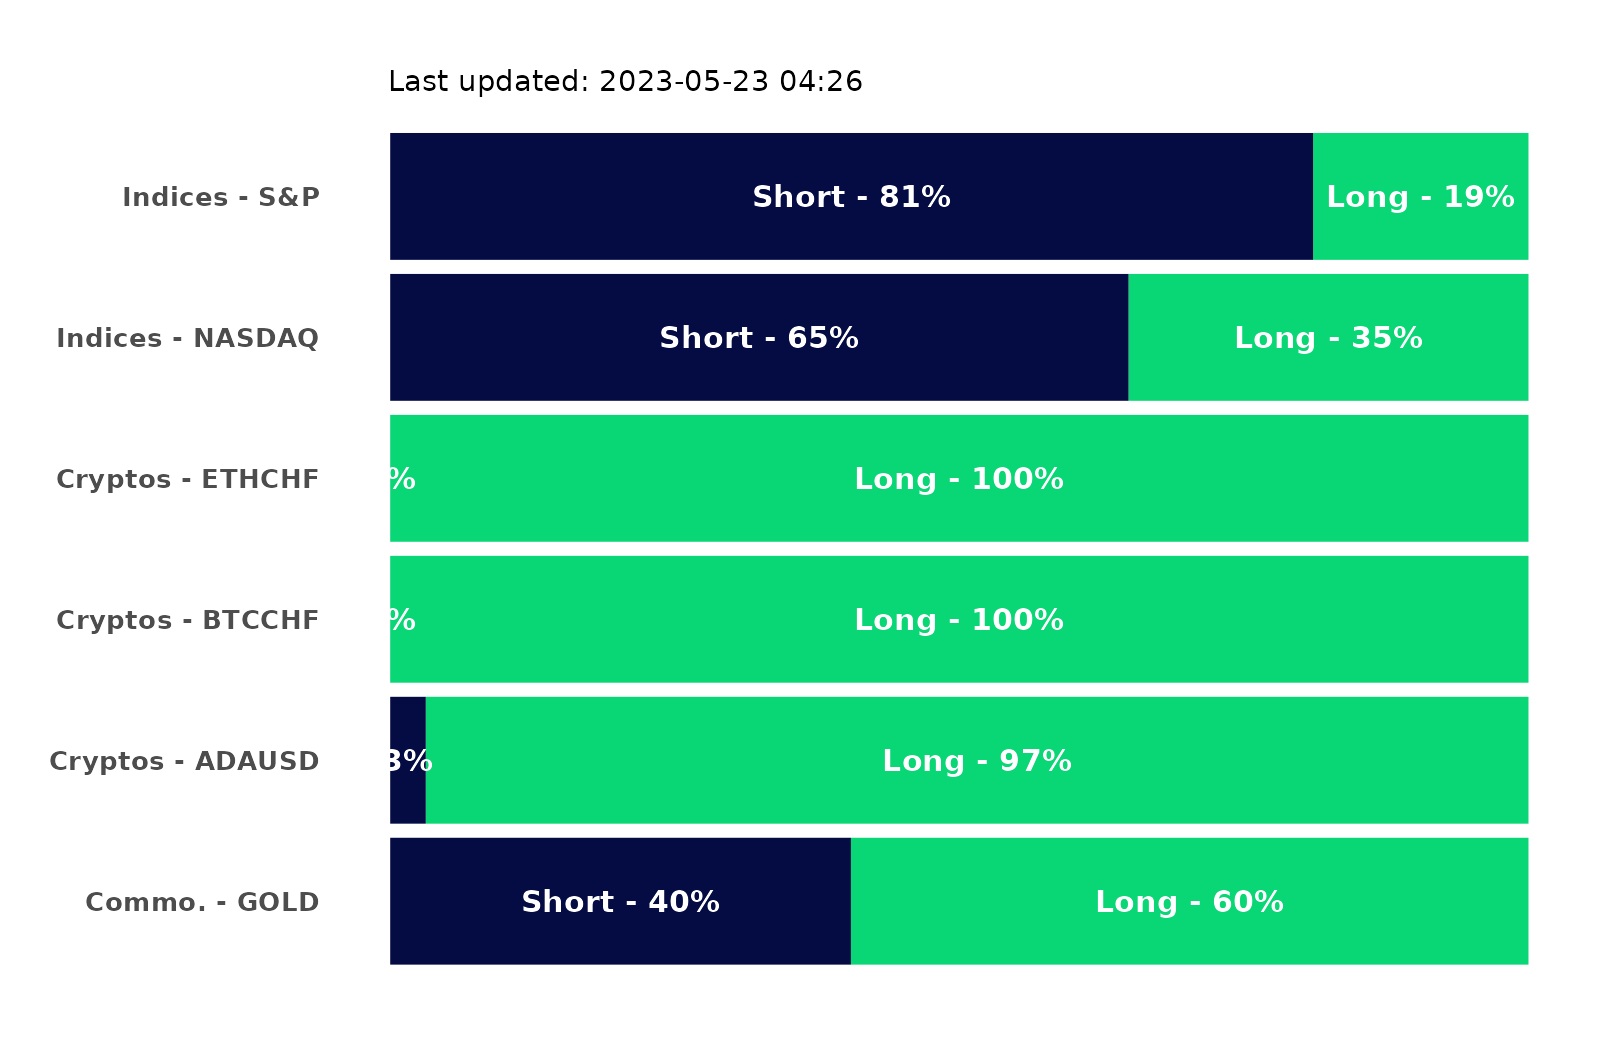 Last updated: 2023-05-23 04:26
Indices - S&P Short - 81% Long - 19%
Indices - NASDAQ Short - 65% Long - 35%
Cryptos - ETHCHF % Long - 100%
Cryptos - BTCCHF % Long - 100%
Cryptos - ADAUSD 3% Long - 97%
Commo. - GOLD Short - 40% Long - 60%